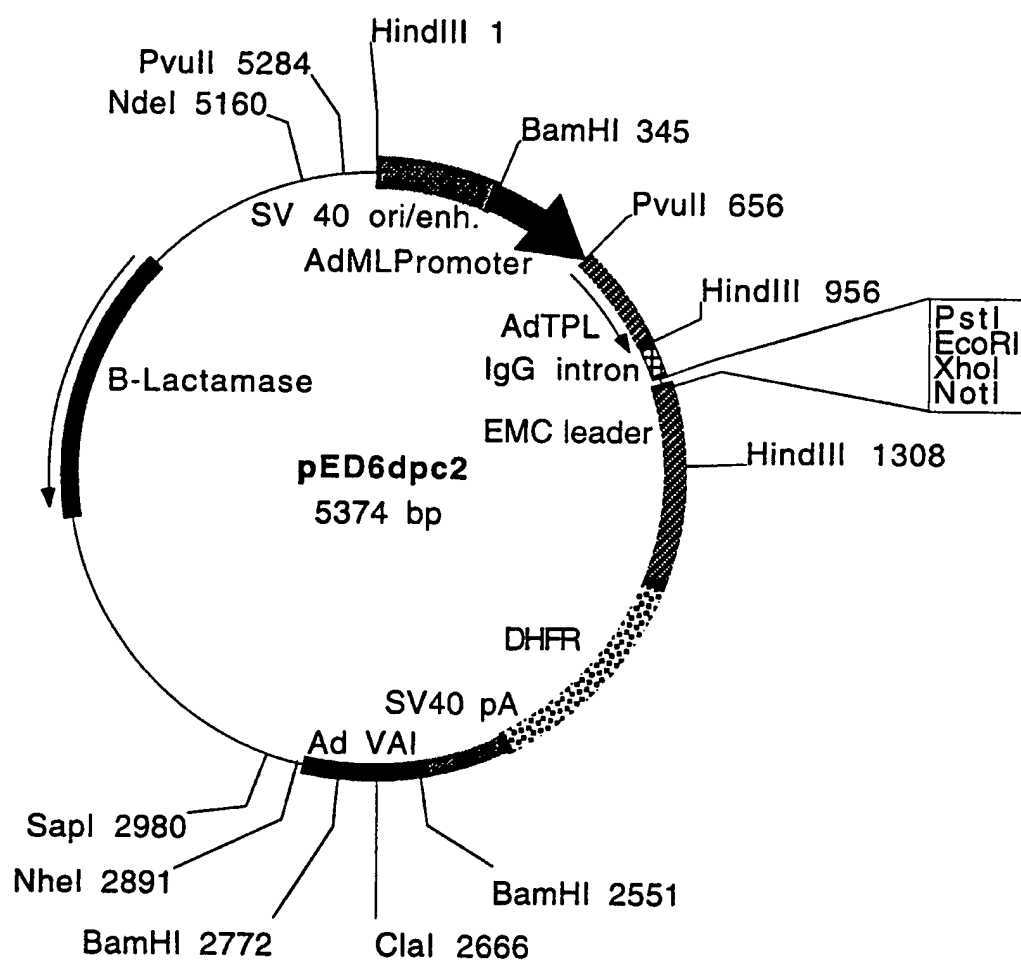 HindIII 1
PvuII 5284
NdeI 5160
BamHI 345
SV 40 ori/enh.
PvuII 656
AdMLPromoter
HindIII 956
AdTPL
PstI
EcoRI
XhoI
NotI
IgG intron
B-Lactamase
EMC leader
HindIII 1308
pED6dpc2
5374 bp
DHFR
SV40 pA
Ad VAI
SapI 2980
NheI 2891
BamHI 2551
BamHI 2772
ClaI 2666